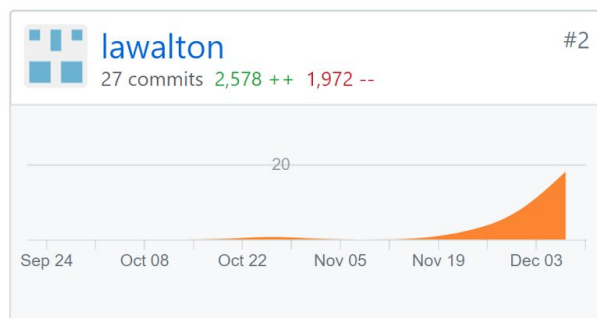 lawalton
#2
27 commits 2,578 ++ 1,972 --
20
Sep 24 Oct 08 Oct 22 Nov 05 Nov 19 Dec 03